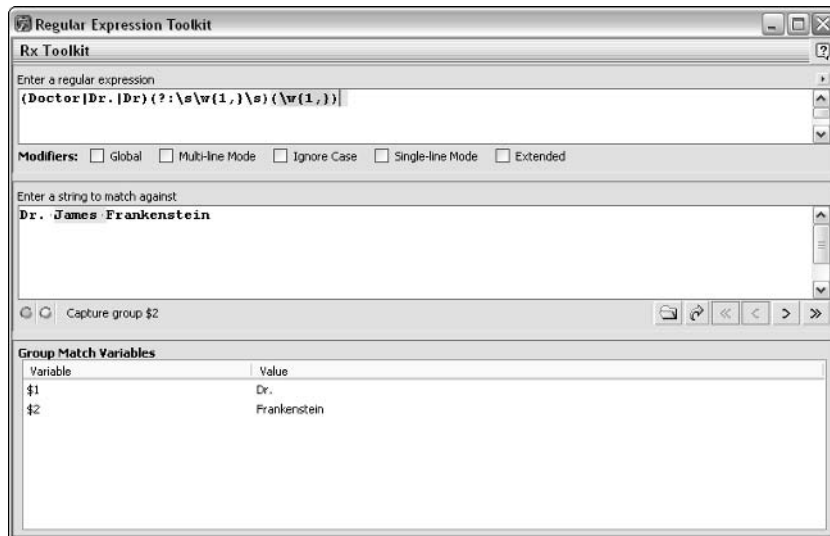 Regular Expression Toolkit
Rx Toolkit
Enter a regular expression
(Doctor|Dr.|Dr)(?:\s\w{1,}\s)(\w{1,})
Modifiers: Global Multi-line Mode Ignore Case Single-line Mode Extended
Enter a string to match against
Dr. James Frankenstein
Capture group $2
Group Match Variables
Variable Value
$1 Dr.
$2 Frankenstein